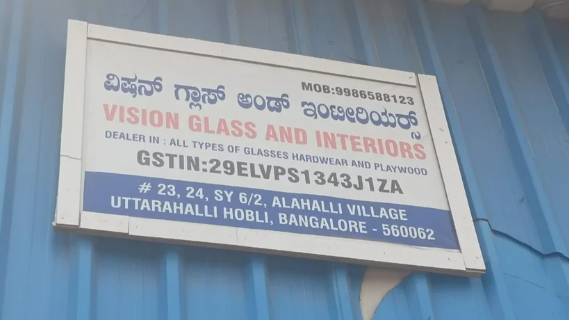 MOB:9986588123
ವಿಷನ್ ಗ್ಲಾಸ್ ಅಂಡ್ ಇಂಟೀರಿಯರ್ಸ್
VISION GLASS AND INTERIORS
DEALER IN : ALL TYPES OF GLASSES HARDWEAR AND PLAYWOOD
GSTIN:29ELVPS1343J1ZA
# 23, 24, SY 6/2, ALAHALLI VILLAGE
UTTARAHALLI HOBLI, BANGALORE - 560062